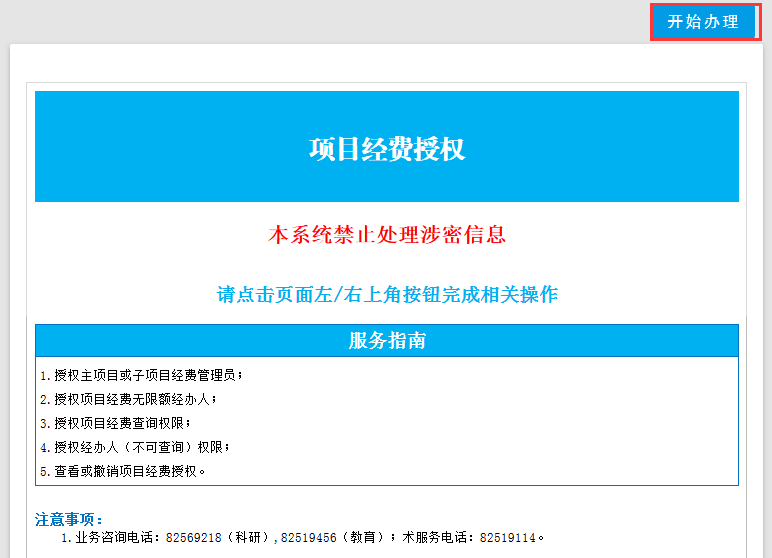 开始办理
项目经费授权
本系统禁止处理涉密信息
请点击页面左/右上角按钮完成相关操作
服务指南
1.授权主项目或子项目经费管理员；
2.授权项目经费无限额经办人；
3.授权项目经费查询权限；
4.授权经办人（不可查询）权限；
5.查看或撤销项目经费授权。
注意事项：
1.业务咨询电话：82569218（科研）,82519456（教育）；术服务电话：82519114。